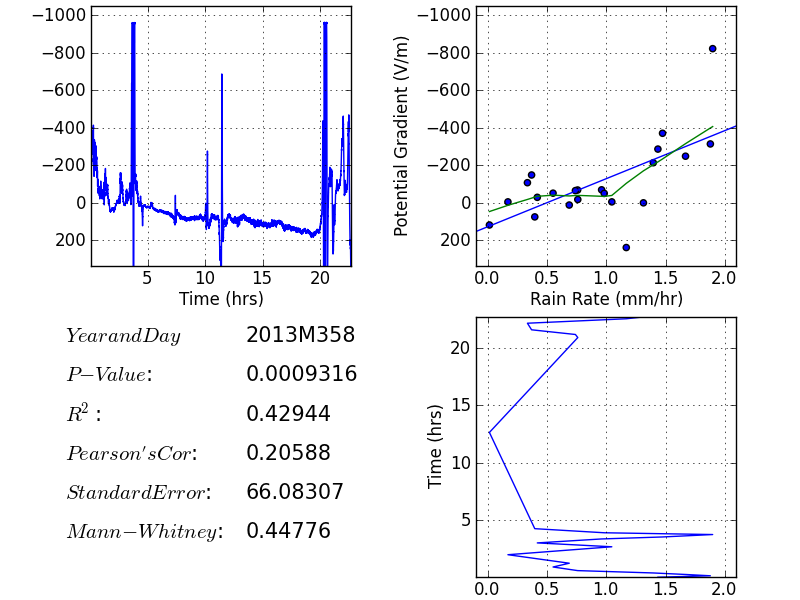 −1000
−800
−600
−400
−200
0
200
5 10 15 20
Time (hrs)
Potential Gradient (V/m)
−1000
−800
−600
−400
−200
0
200
0.0 0.5 1.0 1.5 2.0
Rain Rate (mm/hr)
YearandDay 2013M358
P−Value: 0.0009316
R²: 0.42944
Pearson'sCor: 0.20588
StandardError: 66.08307
Mann−Whitney: 0.44776
Time (hrs)
20
15
10
5
0.0 0.5 1.0 1.5 2.0